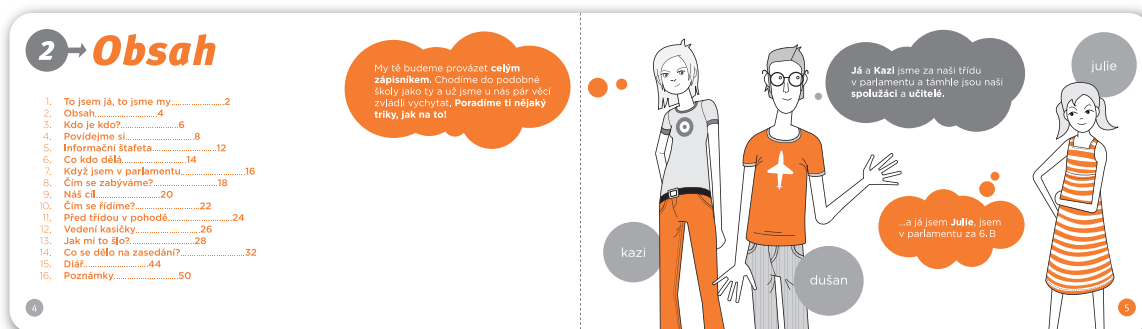 2 Obsah
1. To jsem já, to jsme my....................2
2. Obsah.......................4
3. Kdo je kdo?.....................6
4. Povídejme si.......................8
5. Informační štafeta.......................12
6. Co kdo dělá.......................14
7. Když jsem v parlamentu.......................16
8. Čím se zabýváme?.......................18
9. Náš cíl.......................20
10. Čím se řídíme?.......................22
11. Před třídou v pohodě.......................24
12. Vedení kasičky.......................26
13. Jak mi to šlo?.......................28
14. Co se dělo na zasedání?.......................32
15. Diář.......................44
16. Poznámky.......................50
4
My tě budeme provázet celým
zápisníkem. Chodíme do podobné
školy jako ty a už jsme u nás pár věcí
zvládli vychytat, Poradíme ti nějaký
triky, jak na to!
kazi
dušan
Já a Kazi jsme za naši třídu
v parlamentu a támhle jsou naši
spolužáci a učitelé.
julie
...a já jsem Julie, jsem
v parlamentu za 6.B
5